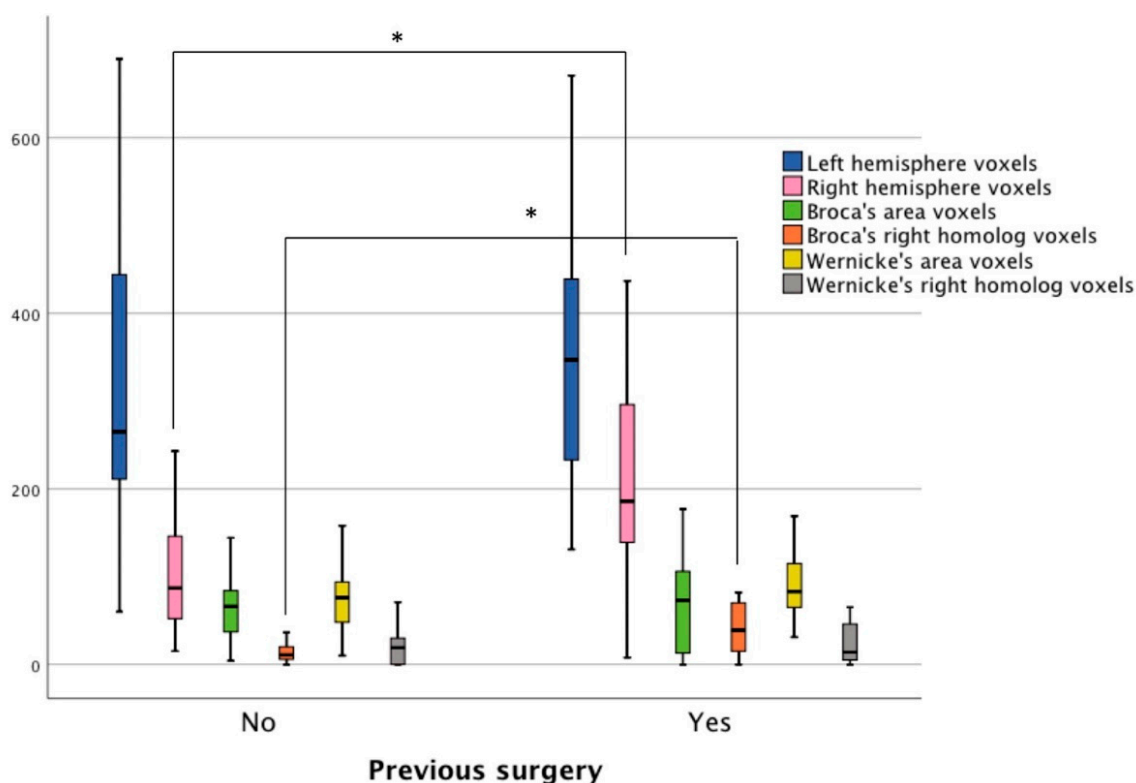 *
600
*
Left hemisphere voxels
Right hemisphere voxels
Broca's area voxels
Broca's right homolog voxels
Wernicke's area voxels
Wernicke's right homolog voxels
400
200
0
No Yes
Previous surgery